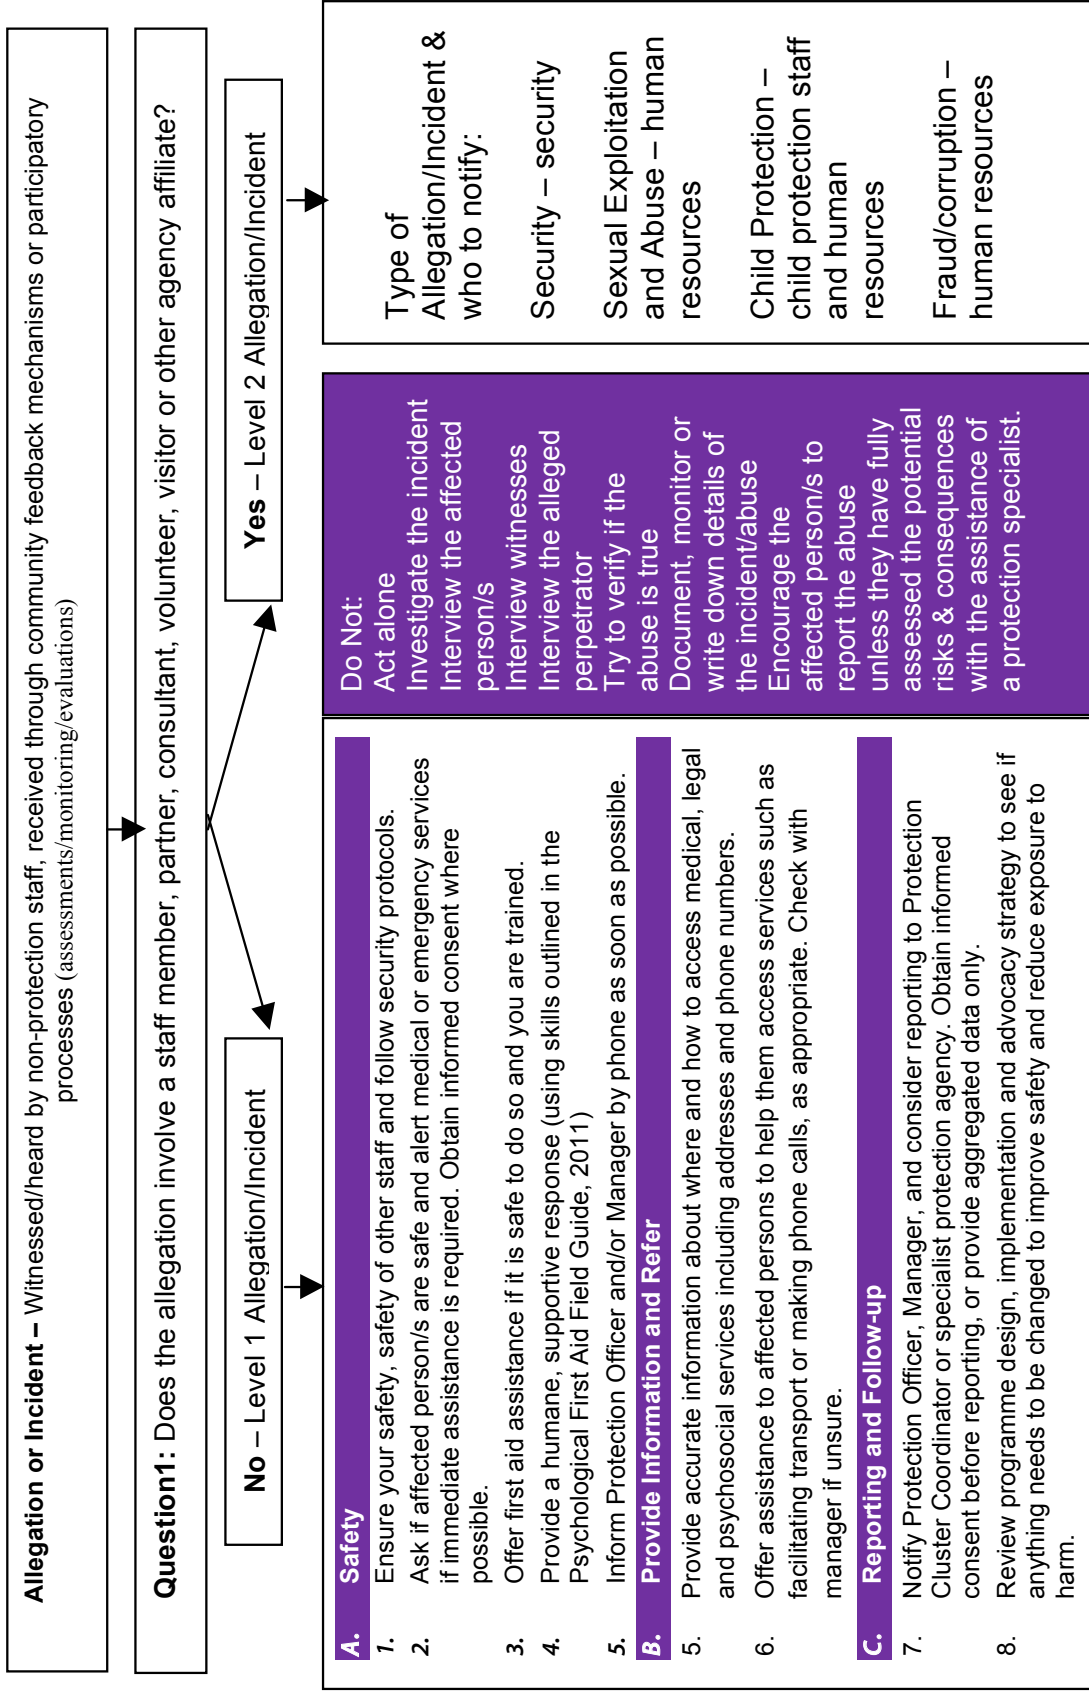 Allegation or Incident – Witnessed/heard by non-protection staff, received through community feedback mechanisms or participatory
processes (assessments/monitoring/evaluations)
Question1: Does the allegation involve a staff member, partner, consultant, volunteer, visitor or other agency affiliate?
No – Level 1 Allegation/Incident
Yes – Level 2 Allegation/Incident
A. Safety
1. Ensure your safety, safety of other staff and follow security protocols.
2. Ask if affected person/s are safe and alert medical or emergency services
if immediate assistance is required. Obtain informed consent where
possible.
3. Offer first aid assistance if it is safe to do so and you are trained.
4. Provide a humane, supportive response (using skills outlined in the
Psychological First Aid Field Guide, 2011)
5. Inform Protection Officer and/or Manager by phone as soon as possible.
B. Provide Information and Refer
5. Provide accurate information about where and how to access medical, legal
and psychosocial services including addresses and phone numbers.
6. Offer assistance to affected persons to help them access services such as
facilitating transport or making phone calls, as appropriate. Check with
manager if unsure.
C. Reporting and Follow-up
7. Notify Protection Officer, Manager, and consider reporting to Protection
Cluster Coordinator or specialist protection agency. Obtain informed
consent before reporting, or provide aggregated data only.
8. Review programme design, implementation and advocacy strategy to see if
anything needs to be changed to improve safety and reduce exposure to
harm.
Do Not:
Act alone
Investigate the incident
Interview the affected
person/s
Interview witnesses
Interview the alleged
perpetrator
Try to verify if the
abuse is true
Document, monitor or
write down details of
the incident/abuse
Encourage the
affected person/s to
report the abuse
unless they have fully
assessed the potential
risks & consequences
with the assistance of
a protection specialist.
Type of
Allegation/Incident &
who to notify:
Security – security
Sexual Exploitation
and Abuse – human
resources
Child Protection –
child protection staff
and human
resources
Fraud/corruption –
human resources